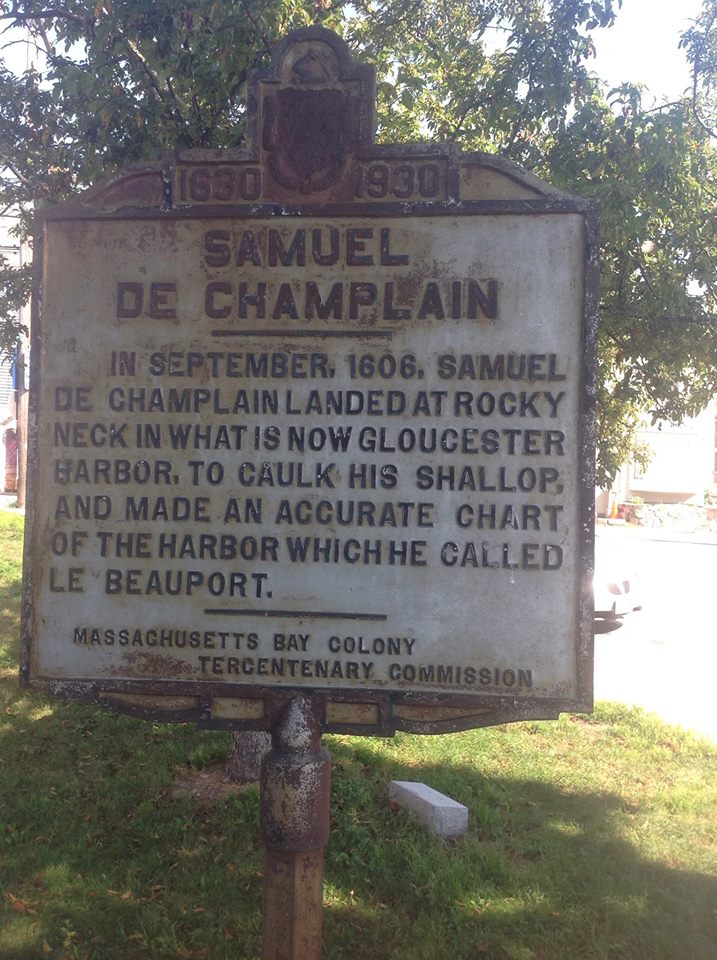 1630 1930
SAMUEL
DE CHAMPLAIN
IN SEPTEMBER, 1606, SAMUEL
DE CHAMPLAIN LANDED AT ROCKY
NECK IN WHAT IS NOW GLOUCESTER
HARBOR, TO CAULK HIS SHALLOP,
AND MADE AN ACCURATE CHART
OF THE HARBOR WHICH HE CALLED
LE BEAUPORT.
MASSACHUSETTS BAY COLONY
TERCENTENARY COMMISSION